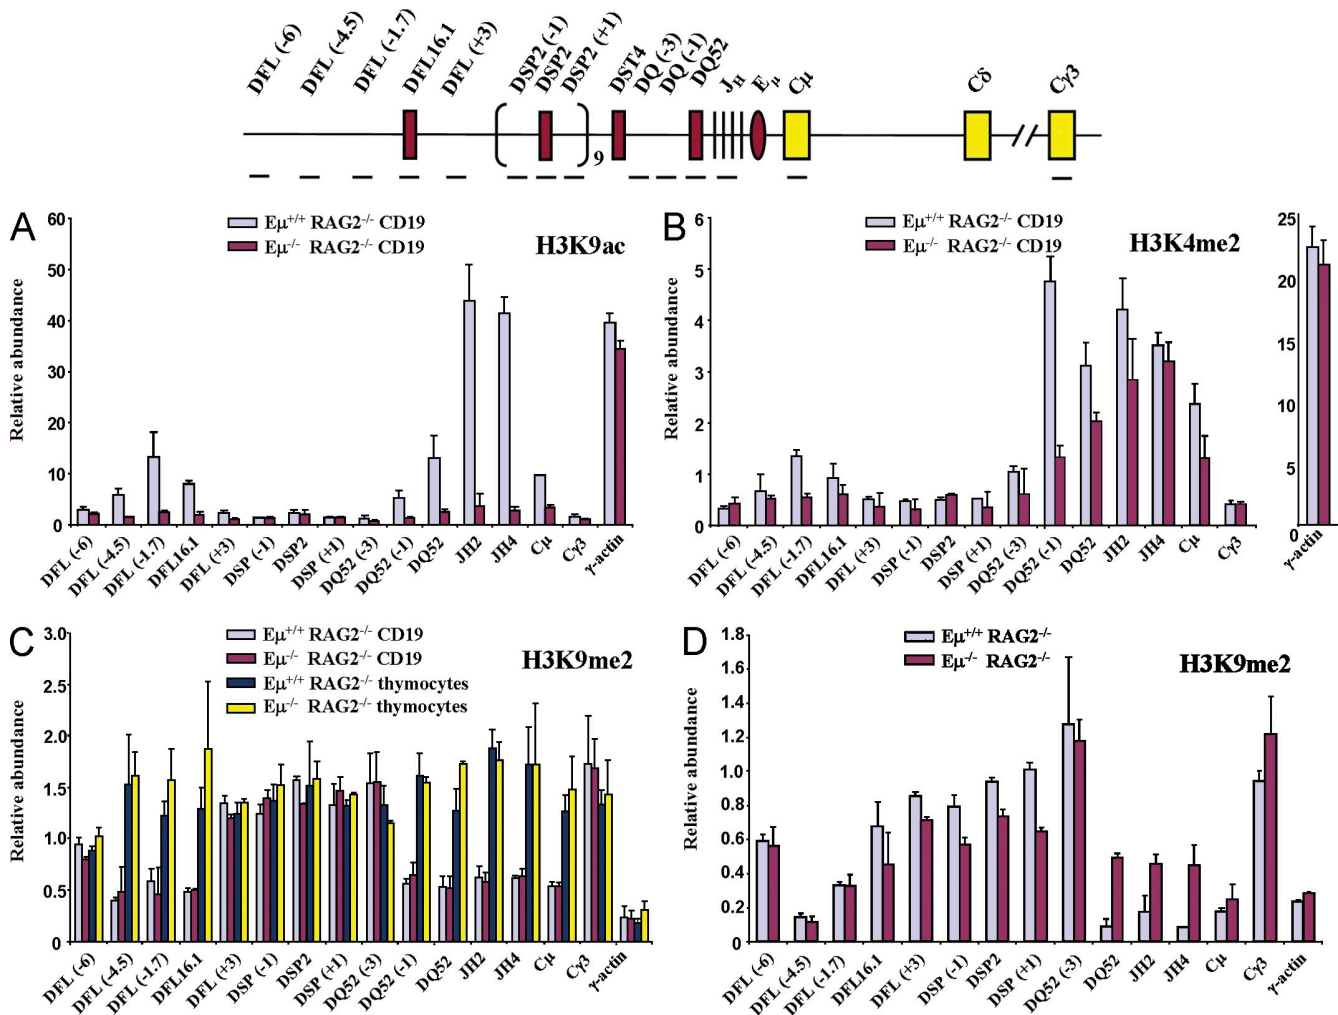 DFL (-6)
DFL (-4.5)
DFL (-1.7)
DFL16.1
DFL (+3)
DSP2 (-1)
DSP2
DSP2 (+1)
DST4
DQ (-3)
DQ (-1)
DQ52
JH
Eμ
Cμ
Cδ
Cγ3
9
A
Eμ+/+ RAG2-/- CD19
Eμ-/- RAG2-/- CD19
H3K9ac
Relative abundance
60
50
40
30
20
10
0
DFL (-6)
DFL (-4.5)
DFL (-1.7)
DFL16.1
DFL (+3)
DSP (-1)
DSP2
DSP (+1)
DQ52 (-3)
DQ52 (-1)
DQ52
JH2
JH4
Cμ
Cγ3
γ-actin
B
Eμ+/+ RAG2-/- CD19
Eμ-/- RAG2-/- CD19
H3K4me2
Relative abundance
6
5
4
3
2
1
0
DFL (-6)
DFL (-4.5)
DFL (-1.7)
DFL16.1
DFL (+3)
DSP (-1)
DSP2
DSP (+1)
DQ52 (-3)
DQ52 (-1)
DQ52
JH2
JH4
Cμ
Cγ3
25
20
15
10
5
0
γ-actin
C
Eμ+/+ RAG2-/- CD19
Eμ-/- RAG2-/- CD19
Eμ+/+ RAG2-/- thymocytes
Eμ-/- RAG2-/- thymocytes
H3K9me2
Relative abundance
3.0
2.5
2.0
1.5
1.0
0.5
0
DFL (-6)
DFL (-4.5)
DFL (-1.7)
DFL16.1
DFL (+3)
DSP (-1)
DSP2
DSP (+1)
DQ52 (-3)
DQ52 (-1)
DQ52
JH2
JH4
Cμ
Cγ3
γ-actin
D
Eμ+/+ RAG2-/-
Eμ-/- RAG2-/-
H3K9me2
Relative abundance
1.8
1.6
1.4
1.2
1.0
0.8
0.6
0.4
0.2
0
DFL (-6)
DFL (-4.5)
DFL (-1.7)
DFL16.1
DFL (+3)
DSP (-1)
DSP2
DSP (+1)
DQ52 (-3)
DQ52
JH2
JH4
Cμ
Cγ3
γ-actin